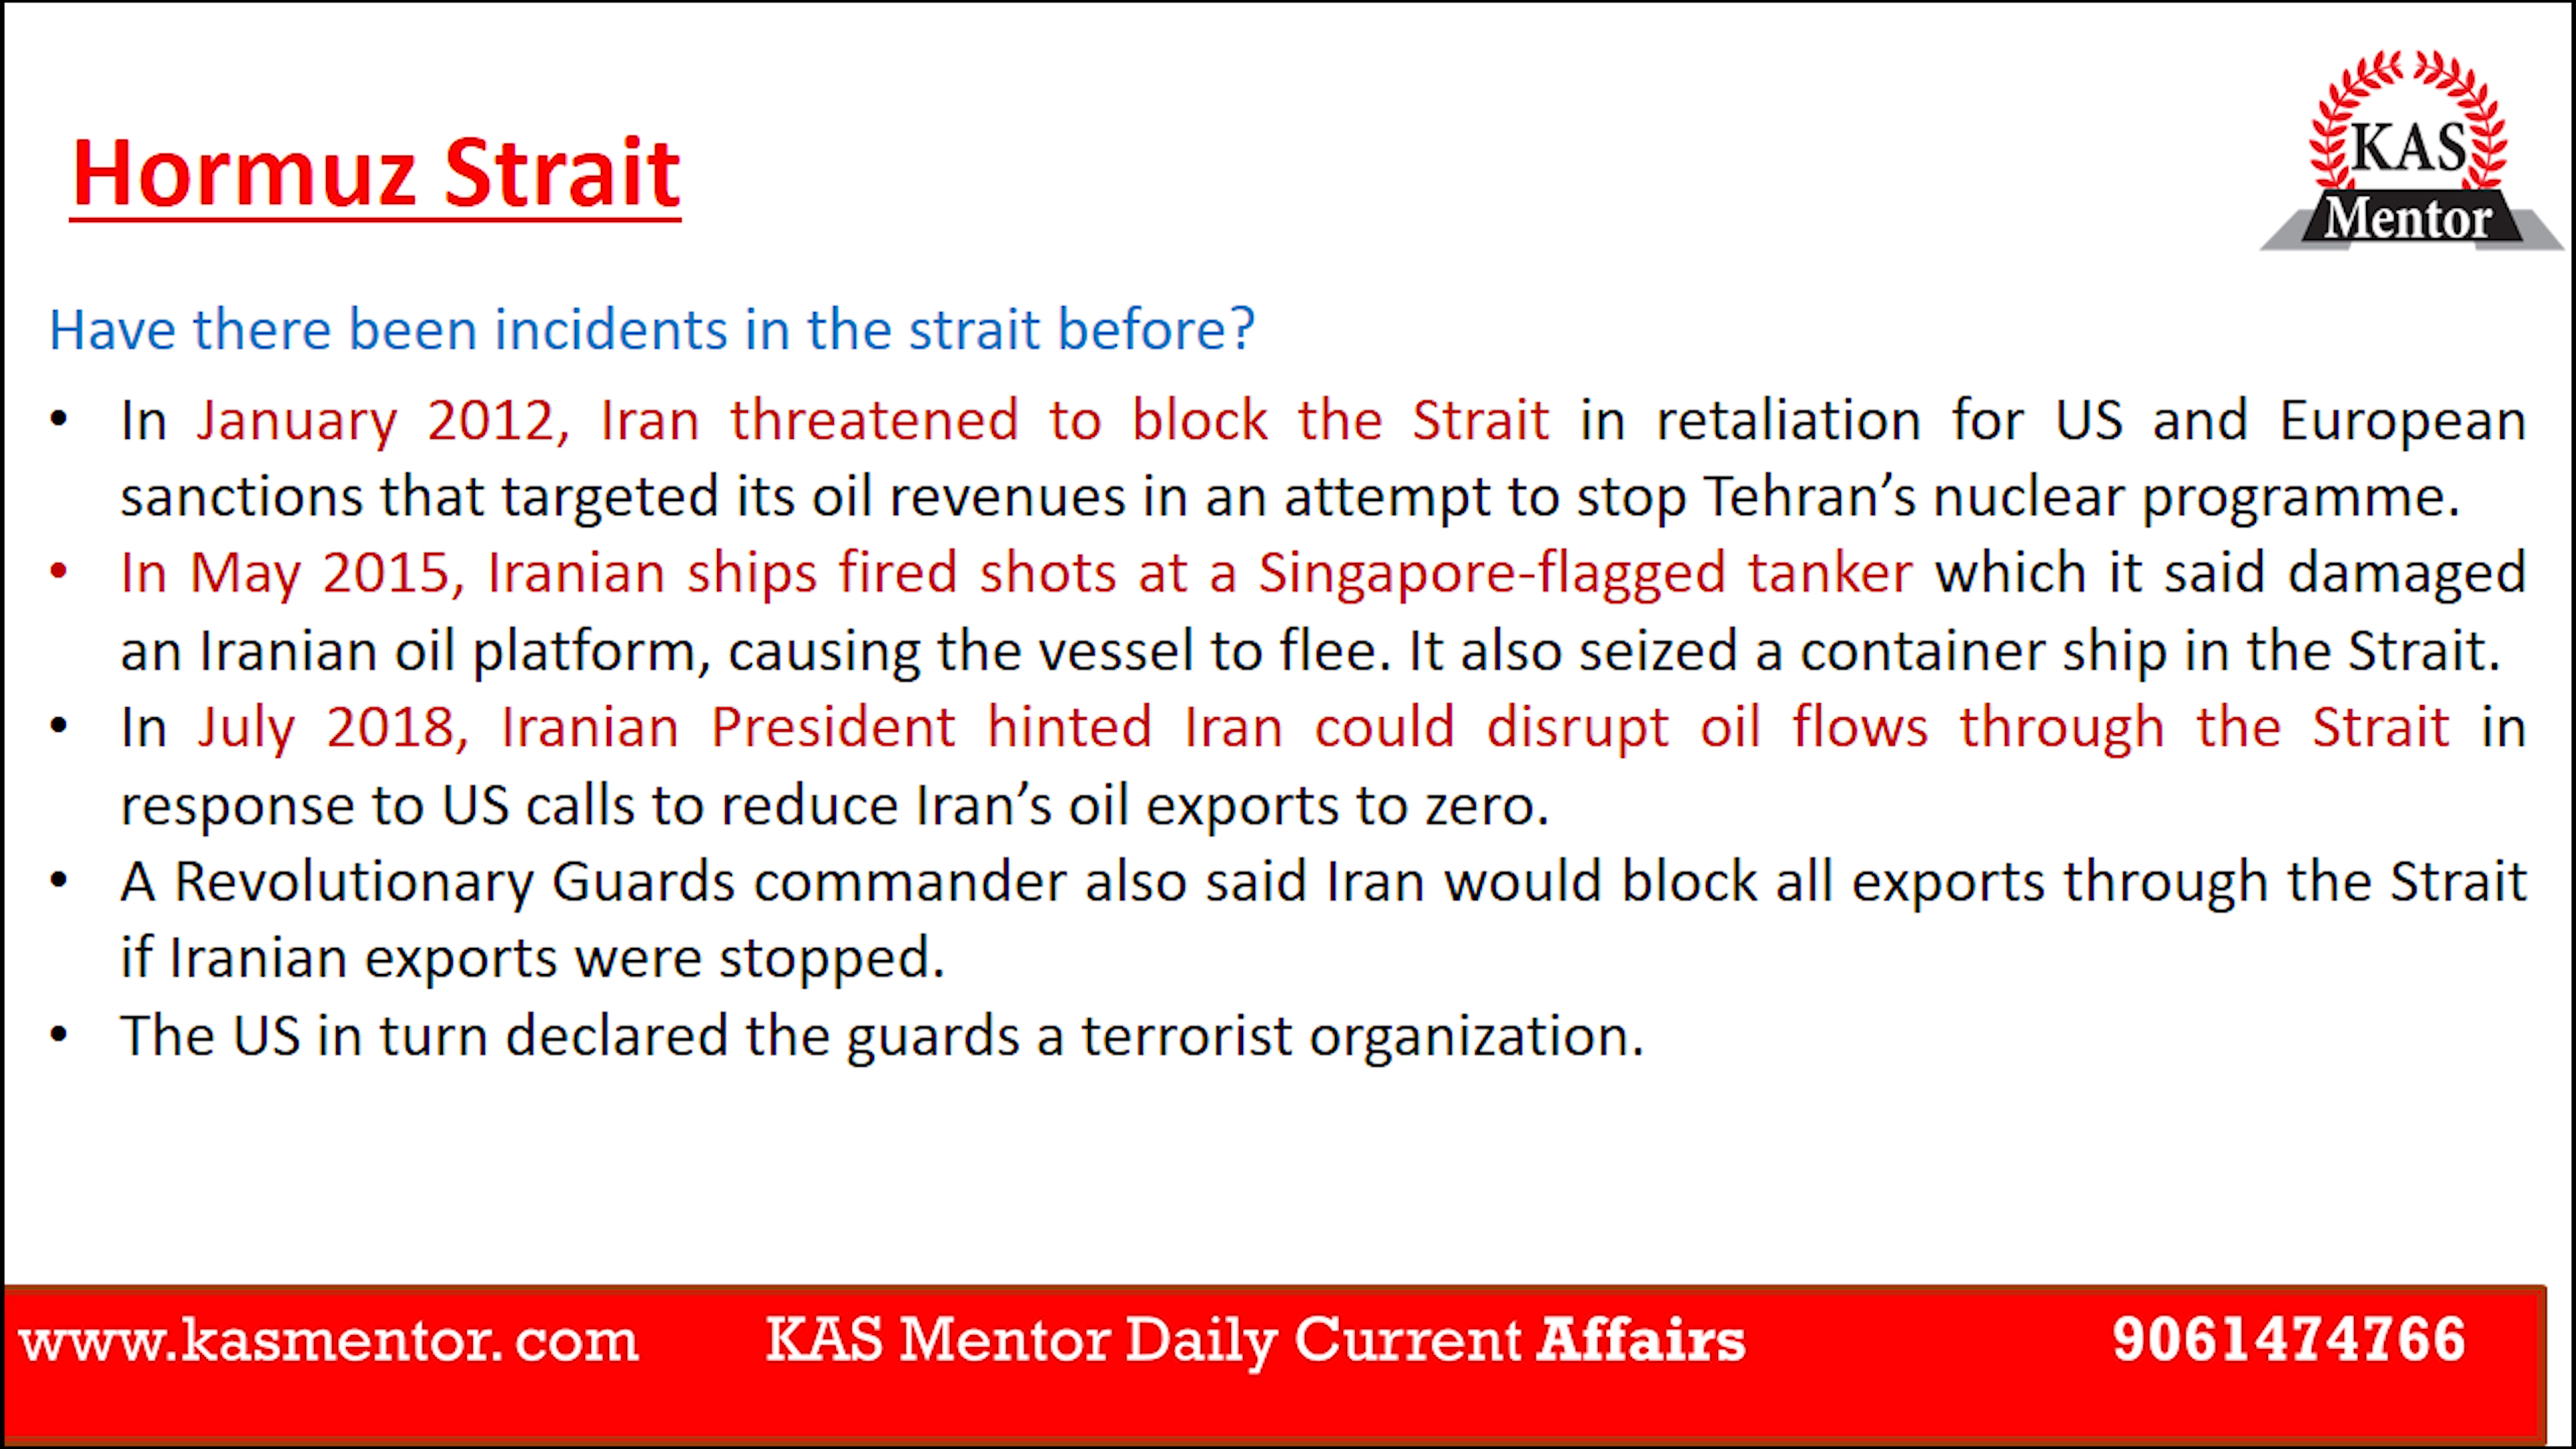 Hormuz Strait
KAS
Mentor
Have there been incidents in the strait before?
• In January 2012, Iran threatened to block the Strait in retaliation for US and European
sanctions that targeted its oil revenues in an attempt to stop Tehran’s nuclear programme.
• In May 2015, Iranian ships fired shots at a Singapore-flagged tanker which it said damaged
an Iranian oil platform, causing the vessel to flee. It also seized a container ship in the Strait.
• In July 2018, Iranian President hinted Iran could disrupt oil flows through the Strait in
response to US calls to reduce Iran’s oil exports to zero.
• A Revolutionary Guards commander also said Iran would block all exports through the Strait
if Iranian exports were stopped.
• The US in turn declared the guards a terrorist organization.
www.kasmentor.com KAS Mentor Daily Current Affairs 9061474766